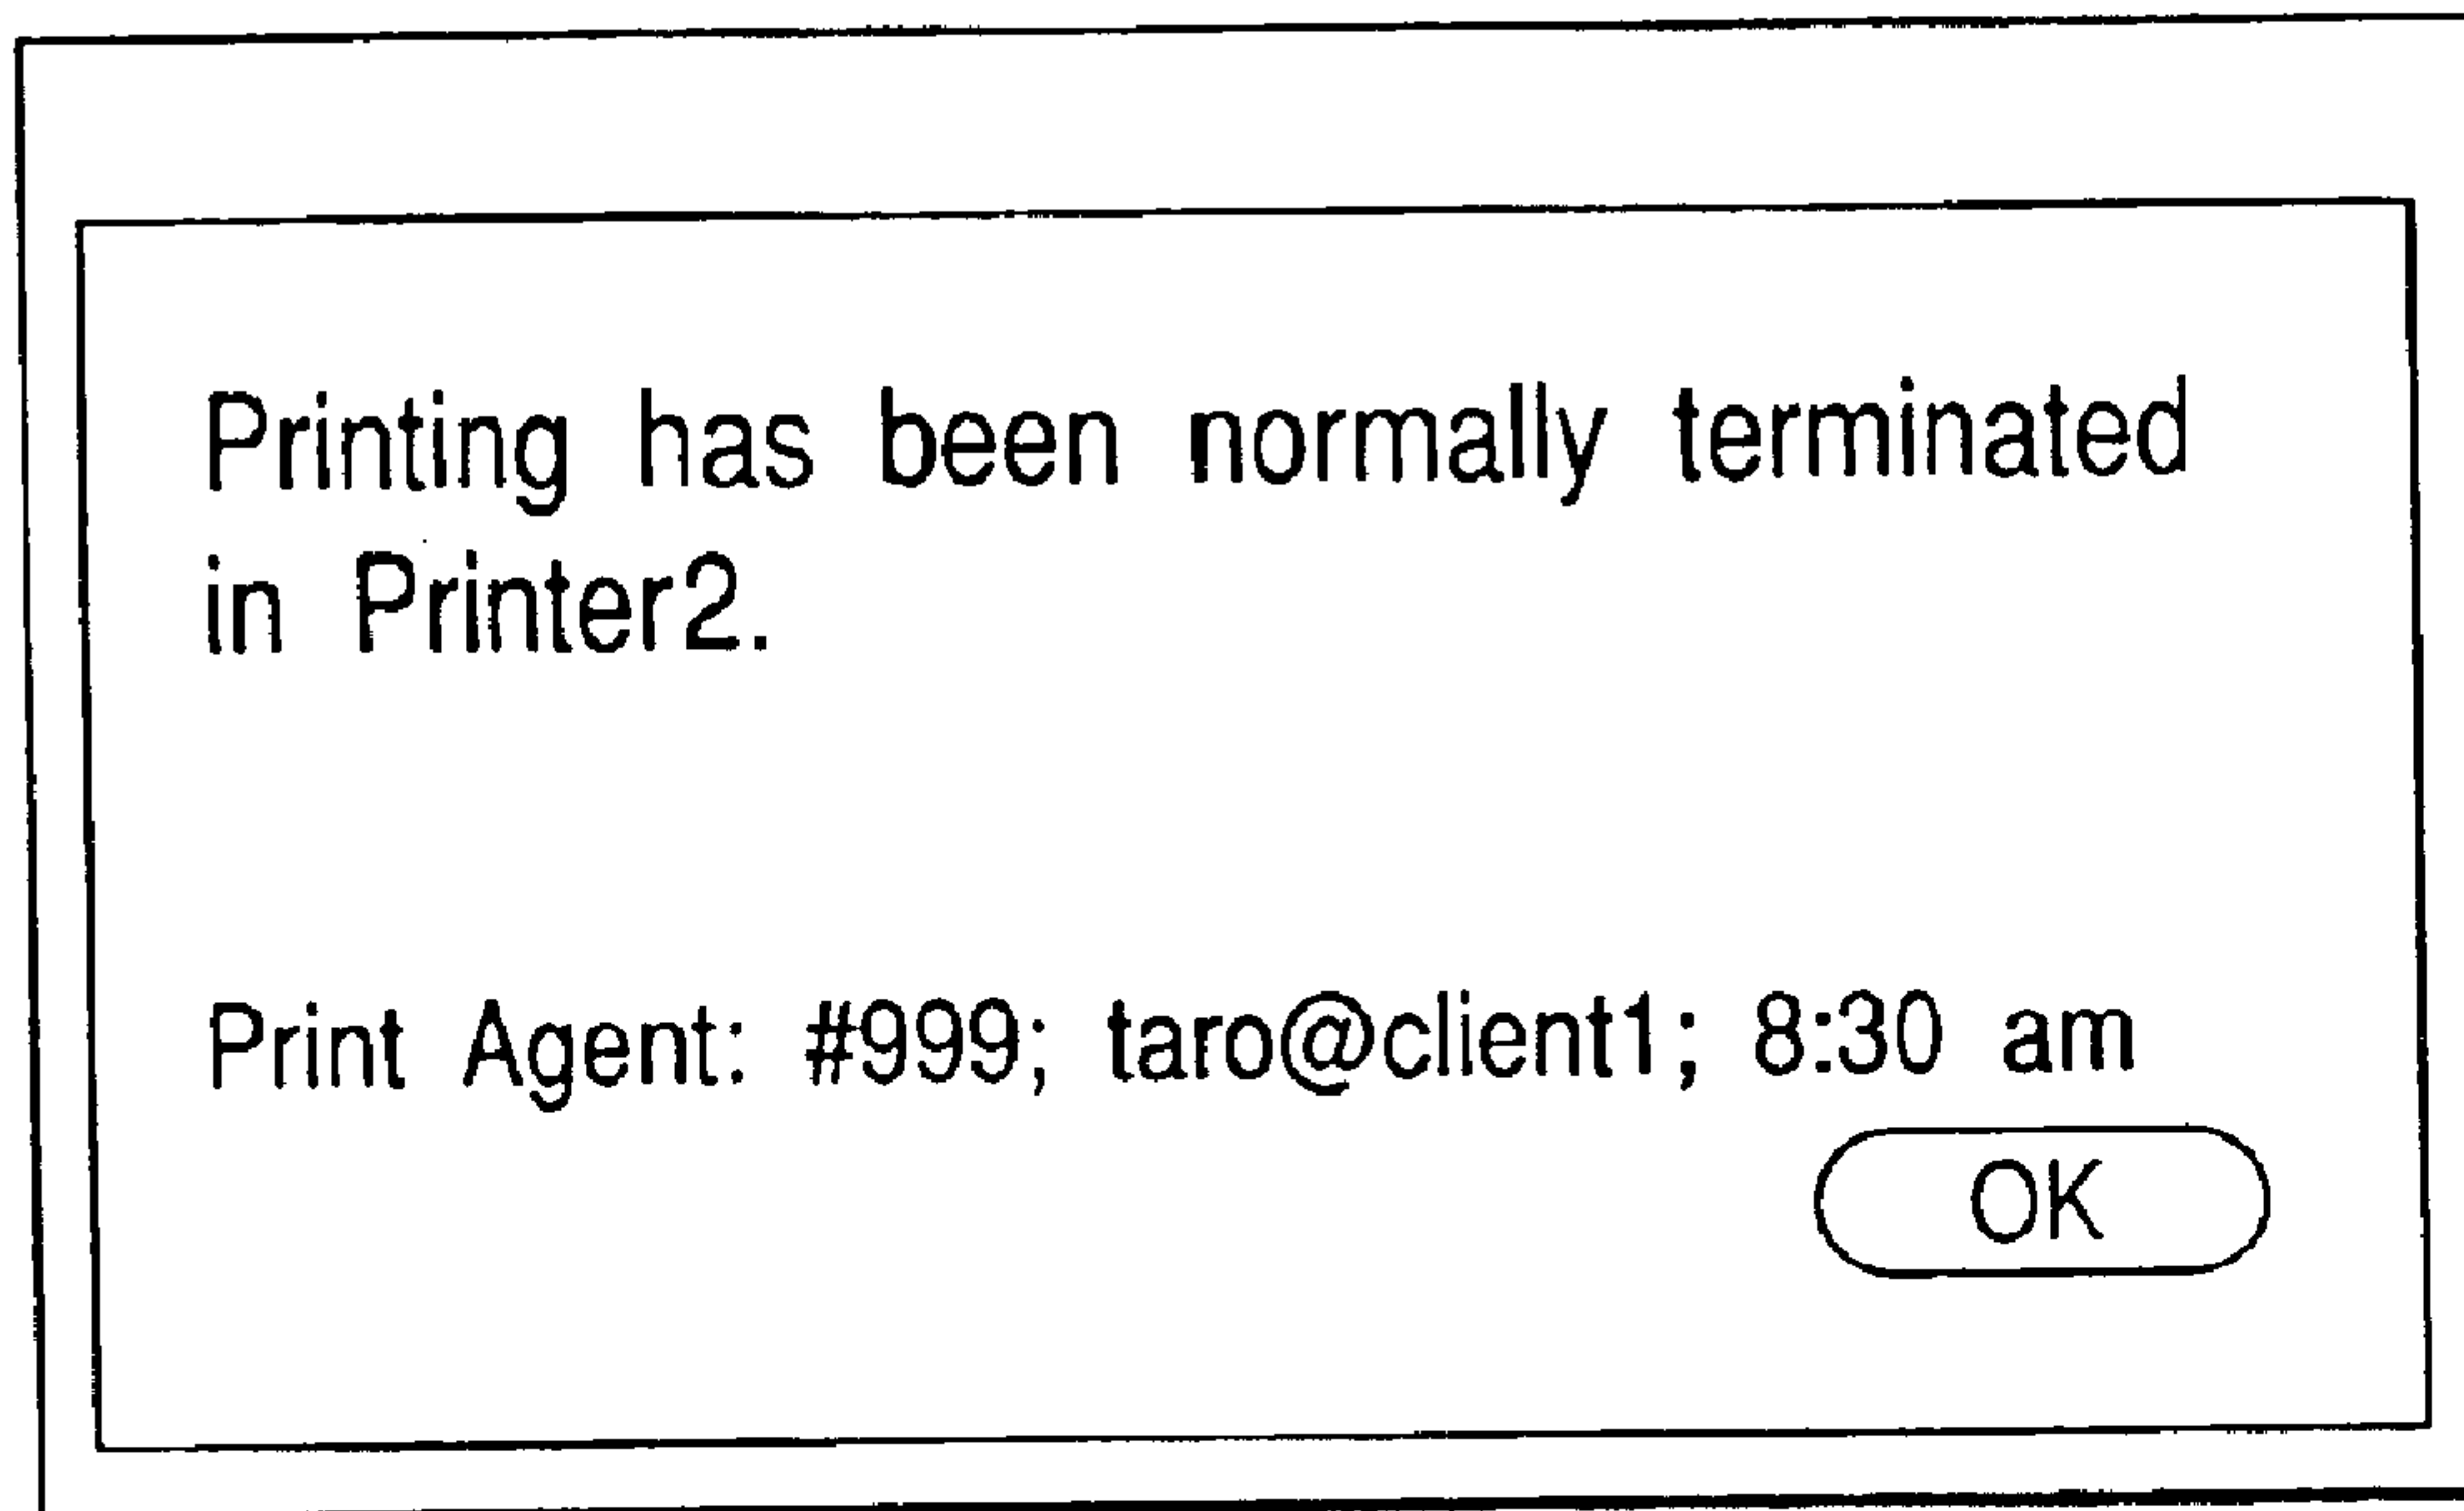 Printing has been normally terminated
in Printer2.
Print Agent: #999; taro@client1; 8:30 am
OK